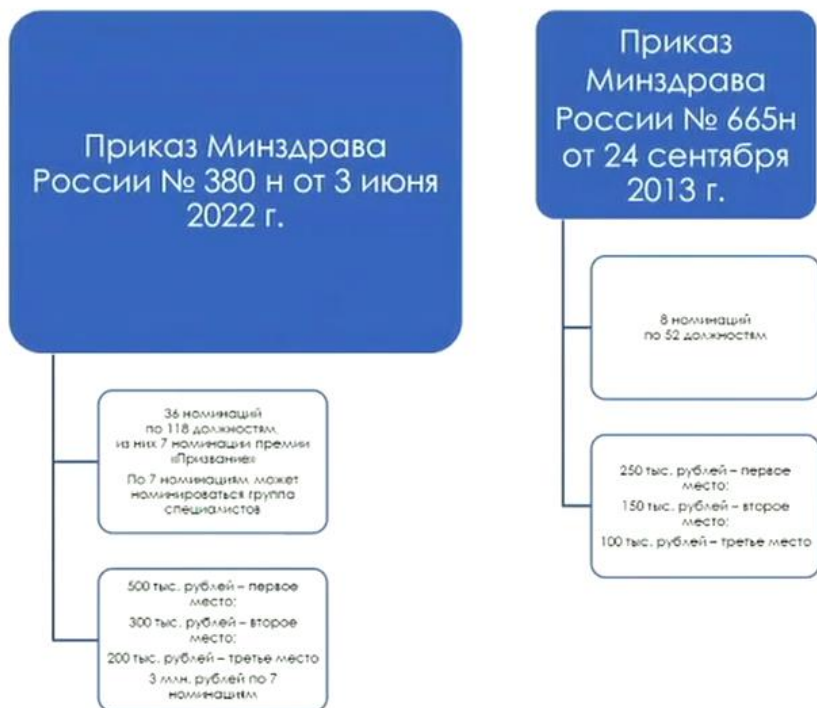 Приказ Минздрава
России № 380 н от 3 июня
2022 г.
36 номинаций
по 118 должностям,
из них 7 номинации премии
«Призвание»
По 7 номинациям может
номинироваться группа
специалистов
500 тыс. рублей – первое
место;
300 тыс. рублей – второе
место;
200 тыс. рублей – третье место
3 млн. рублей по 7
номинациям
Приказ
Минздрава
России № 665н
от 24 сентября
2013 г.
8 номинаций
по 52 должностям
250 тыс. рублей – первое
место;
150 тыс. рублей – второе
место;
100 тыс. рублей – третье место